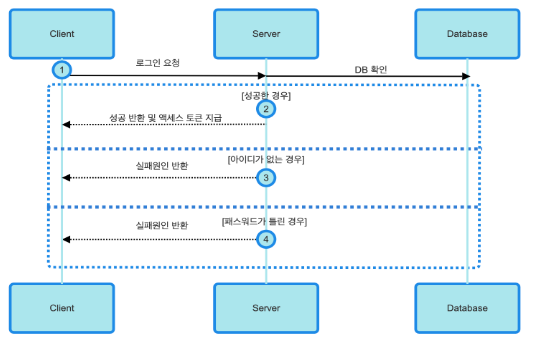 Client
Server
Database
로그인 요청
1
DB 확인
[성공한 경우]
2
성공 반환 및 액세스 토큰 지급
[아이디가 없는 경우]
실패원인 반환
3
[패스워드가 틀린 경우]
실패원인 반환
4
Client
Server
Database